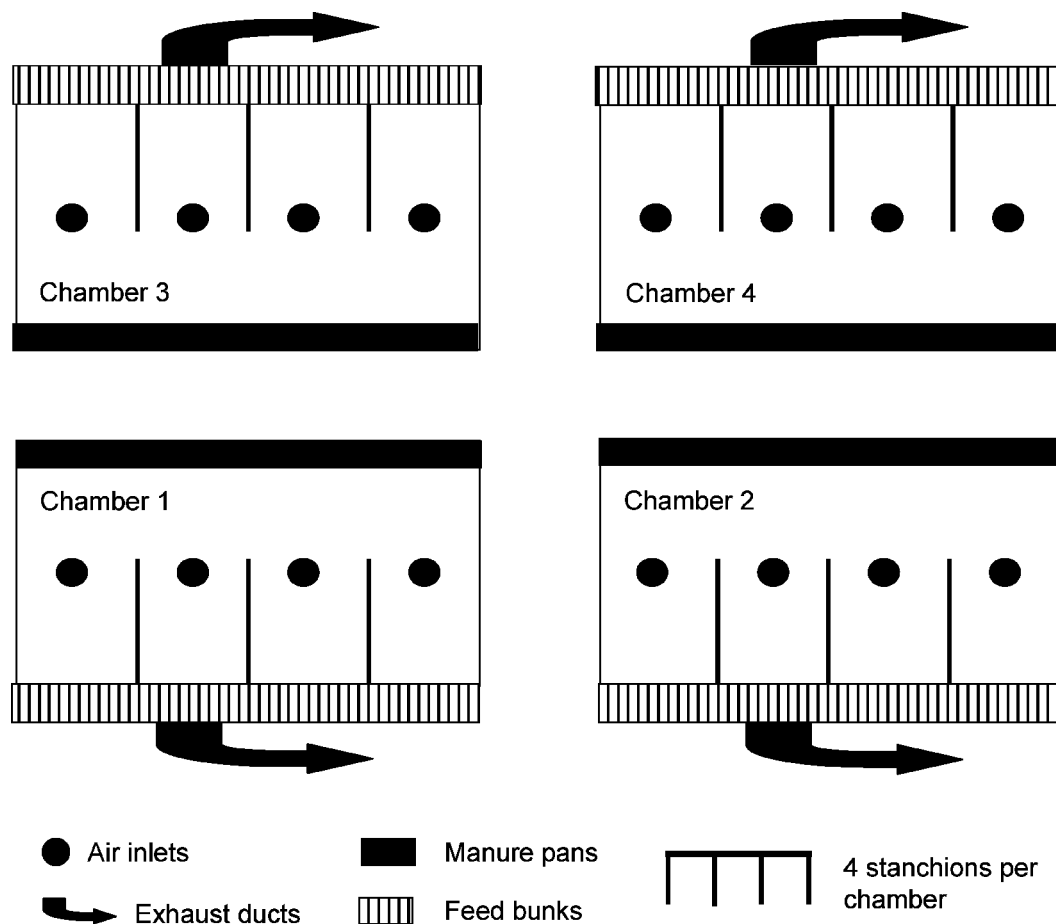 Chamber 3
Chamber 4
Chamber 1
Chamber 2
Air inlets
Manure pans
4 stanchions per
chamber
Exhaust ducts
Feed bunks